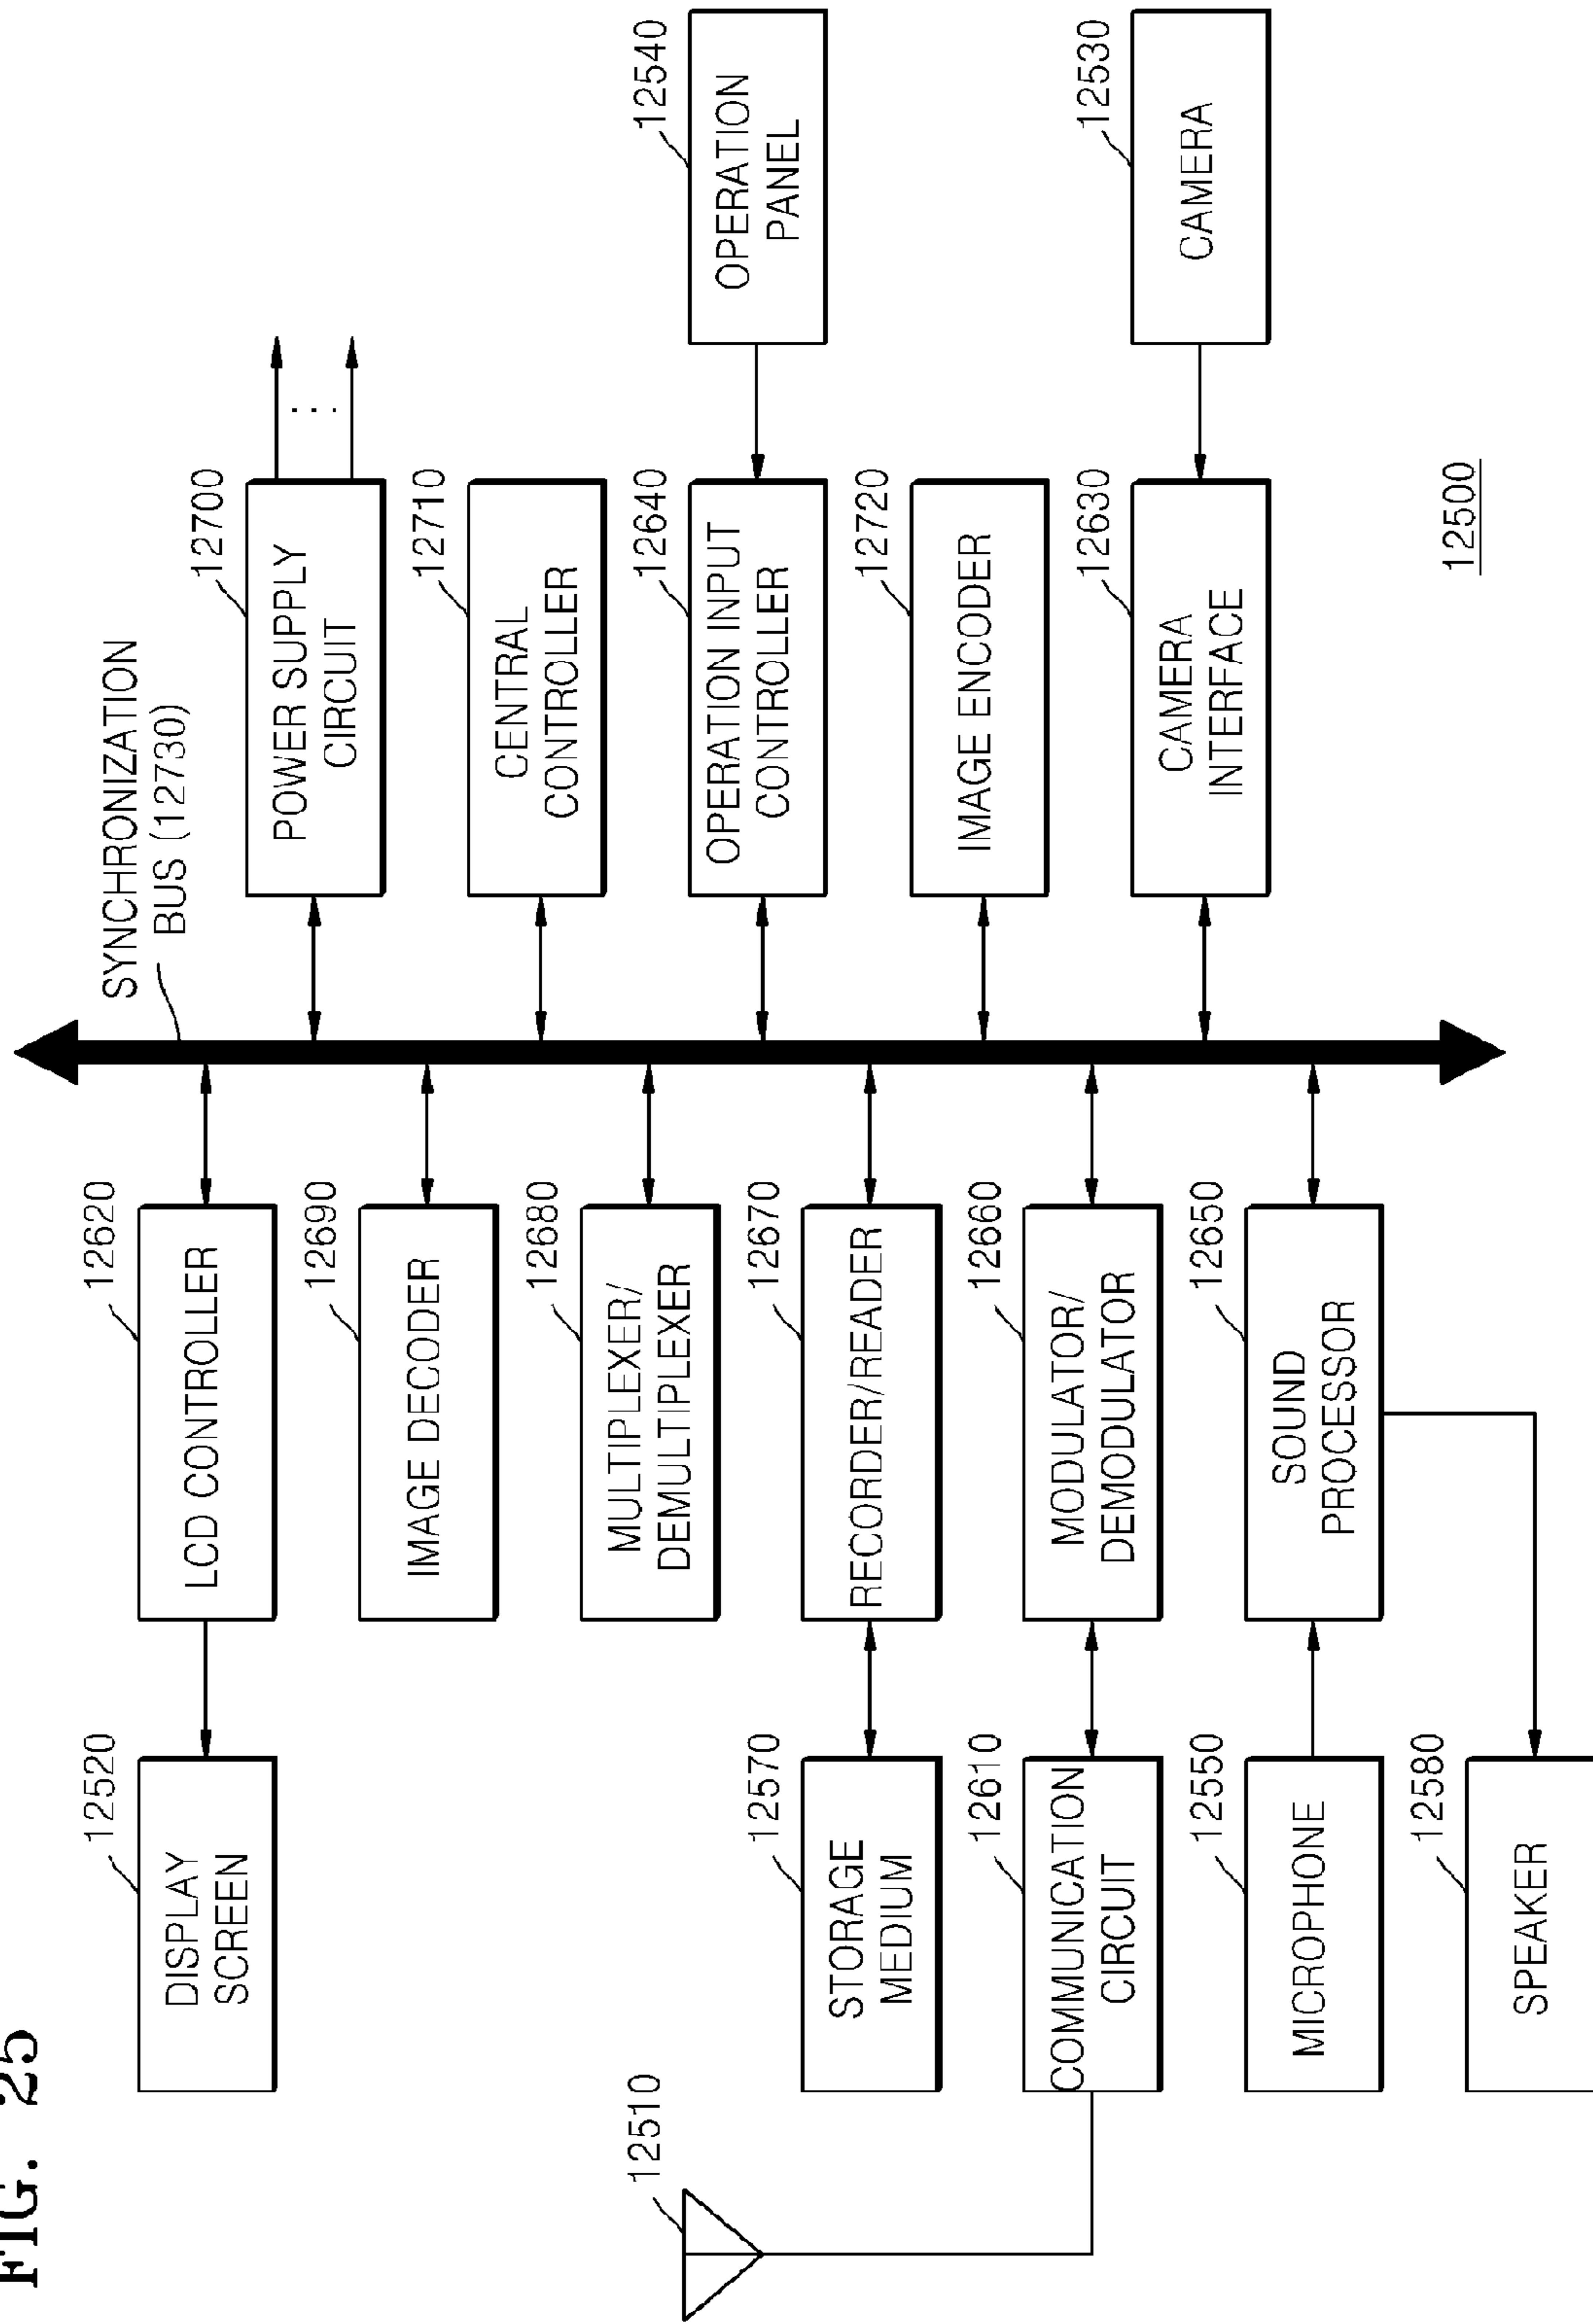 FIG. 25
SYNCHRONIZATION
BUS (12730)
12520
DISPLAY
SCREEN
12620
LCD CONTROLLER
12700
POWER SUPPLY
CIRCUIT
12690
IMAGE DECODER
12710
CENTRAL
CONTROLLER
12510
12680
MULTIPLEXER/
DEMULTIPLEXER
12640
OPERATION INPUT
CONTROLLER
12540
OPERATION
PANEL
12570
STORAGE
MEDIUM
12670
RECORDER/READER
12720
IMAGE ENCODER
12610
COMMUNICATION
CIRCUIT
12660
MODULATOR/
DEMODULATOR
12630
CAMERA
INTERFACE
12530
CAMERA
12550
MICROPHONE
12650
SOUND
PROCESSOR
12580
SPEAKER
12500